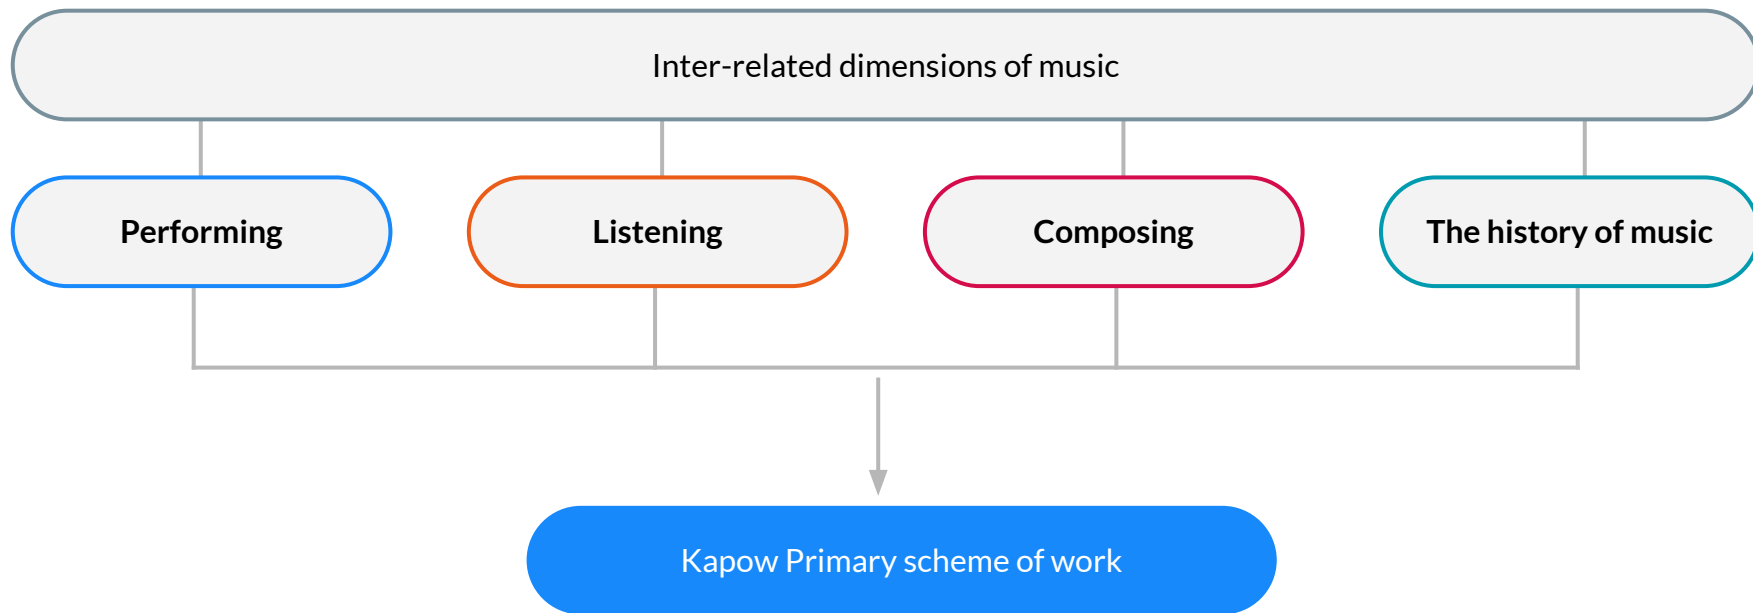 Inter-related dimensions of music
Performing
Listening
Composing
The history of music
Kapow Primary scheme of work